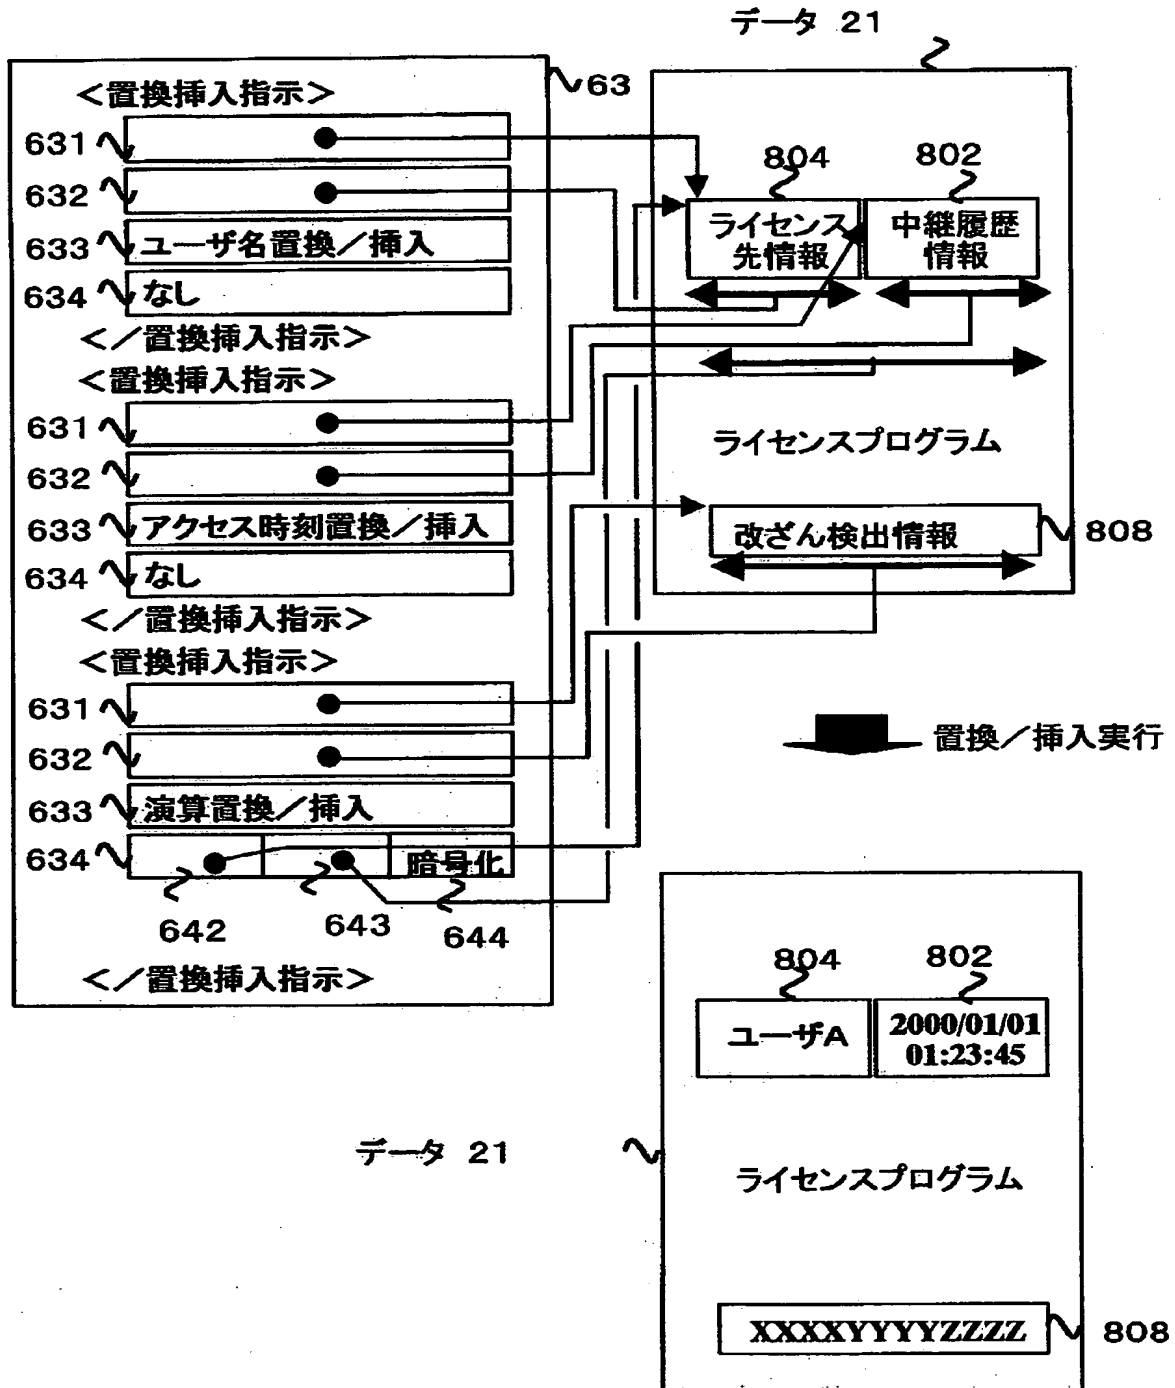 データ 21
63
<置換挿入指示>
631
632
633 ユーザ名置換/挿入
634 なし
</置換挿入指示>
<置換挿入指示>
631
632
633 アクセス時刻置換/挿入
634 なし
</置換挿入指示>
<置換挿入指示>
631
632
633 演算置換/挿入
634 暗号化
642 643 644
</置換挿入指示>
804 802
ライセンス
先情報
中継履歴
情報
ライセンスプログラム
改ざん検出情報
808
置換/挿入実行
804 802
ユーザA
2000/01/01
01:23:45
データ 21
ライセンスプログラム
XXXXYYYYZZZZ
808